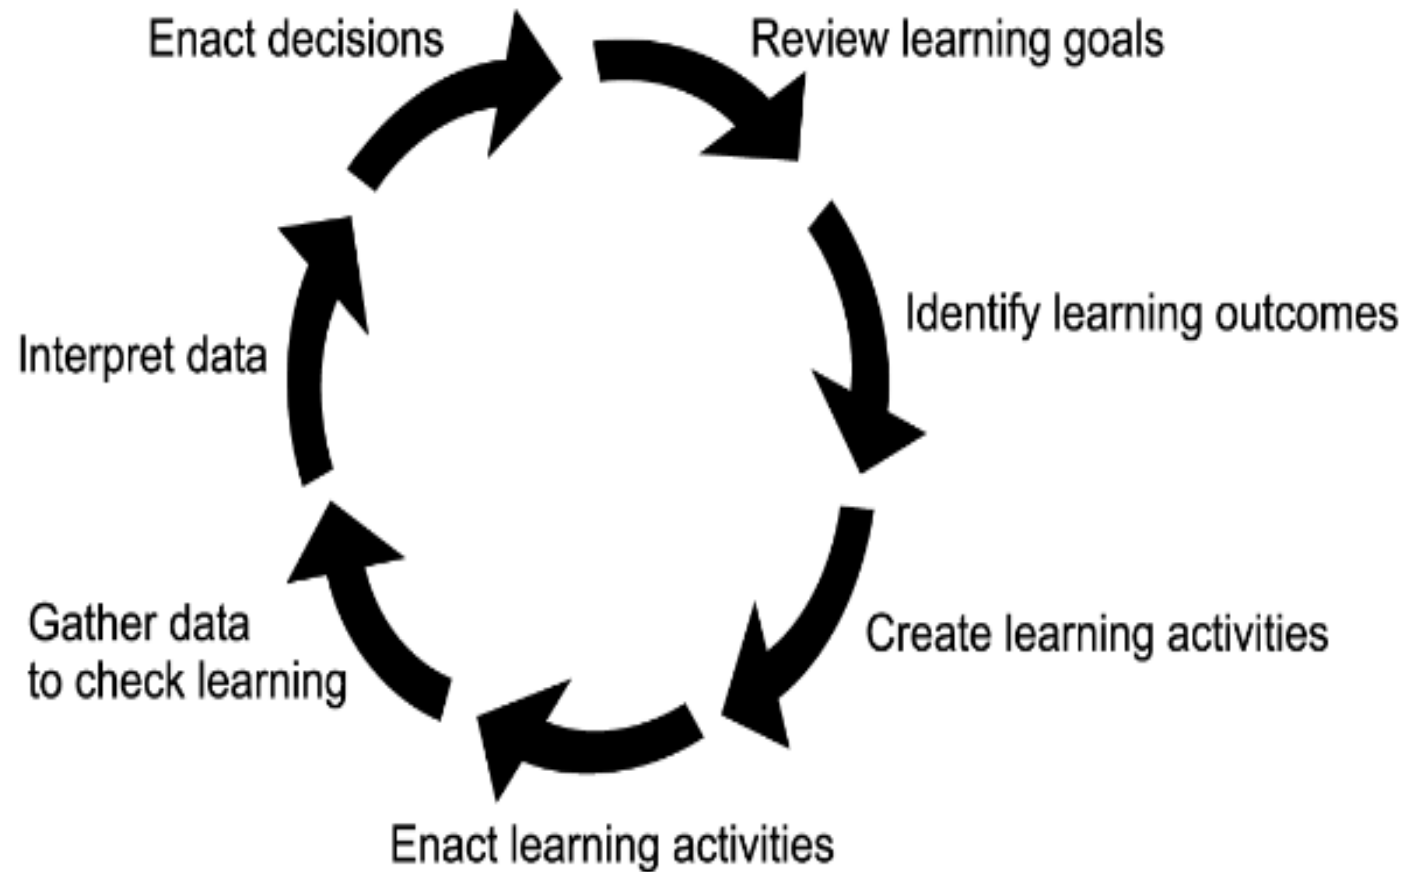 Enact decisions
Review learning goals
Identify learning outcomes
Interpret data
Create learning activities
Gather data
to check learning
Enact learning activities